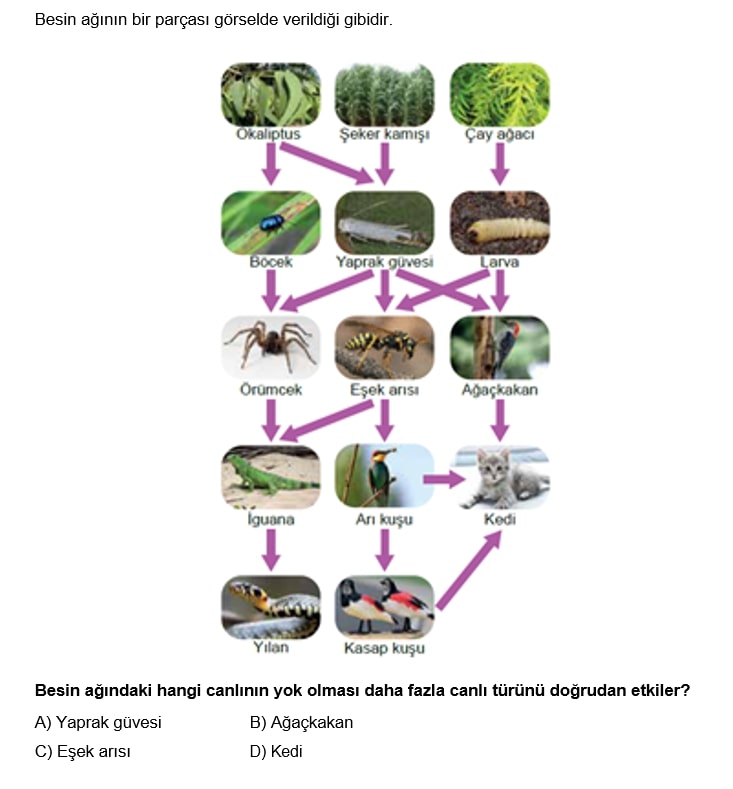 Besin ağının bir parçası görselde verildiği gibidir.
Okaliptus Şeker kamışı Çay ağacı
Böcek Yaprak güvesi Larva
Örümcek Eşek arısı Ağaçkakan
İguana Arı kuşu Kedi
Yılan Kasap kuşu
Besin ağındaki hangi canlının yok olması daha fazla canlı türünü doğrudan etkiler?
A) Yaprak güvesi B) Ağaçkakan
C) Eşek arısı D) Kedi